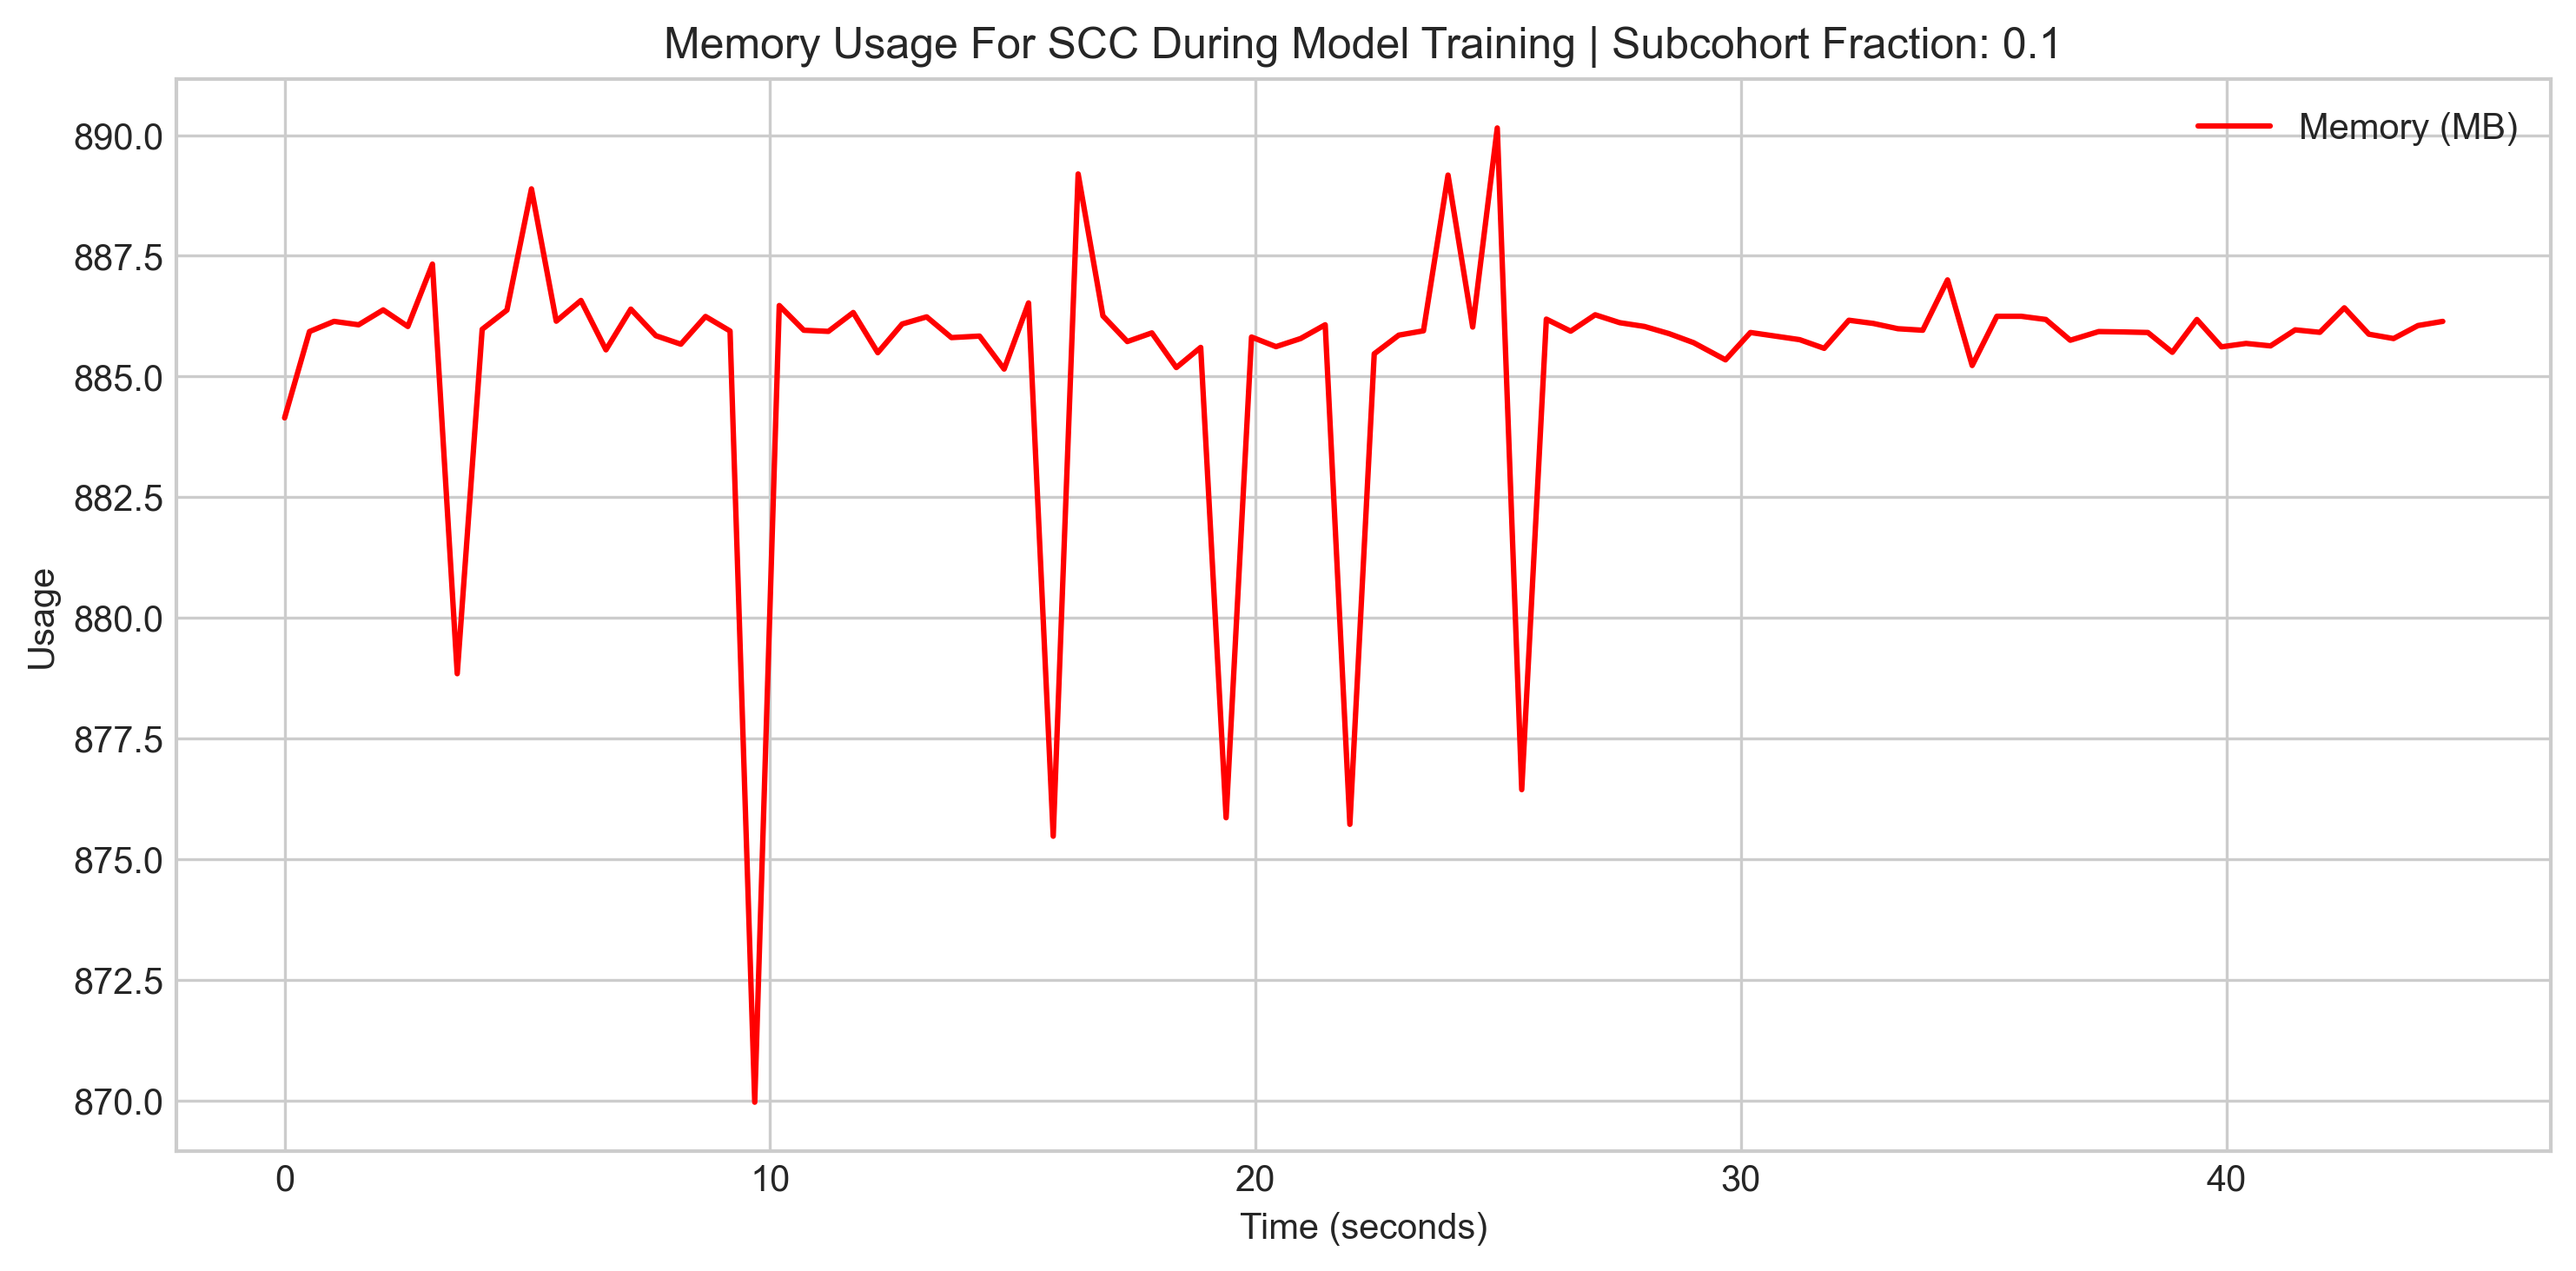 Memory Usage For SCC During Model Training | Subcohort Fraction: 0.1
Memory (MB)
890.0
887.5
885.0
882.5
880.0
877.5
875.0
872.5
870.0
Usage
0 10 20 30 40
Time (seconds)